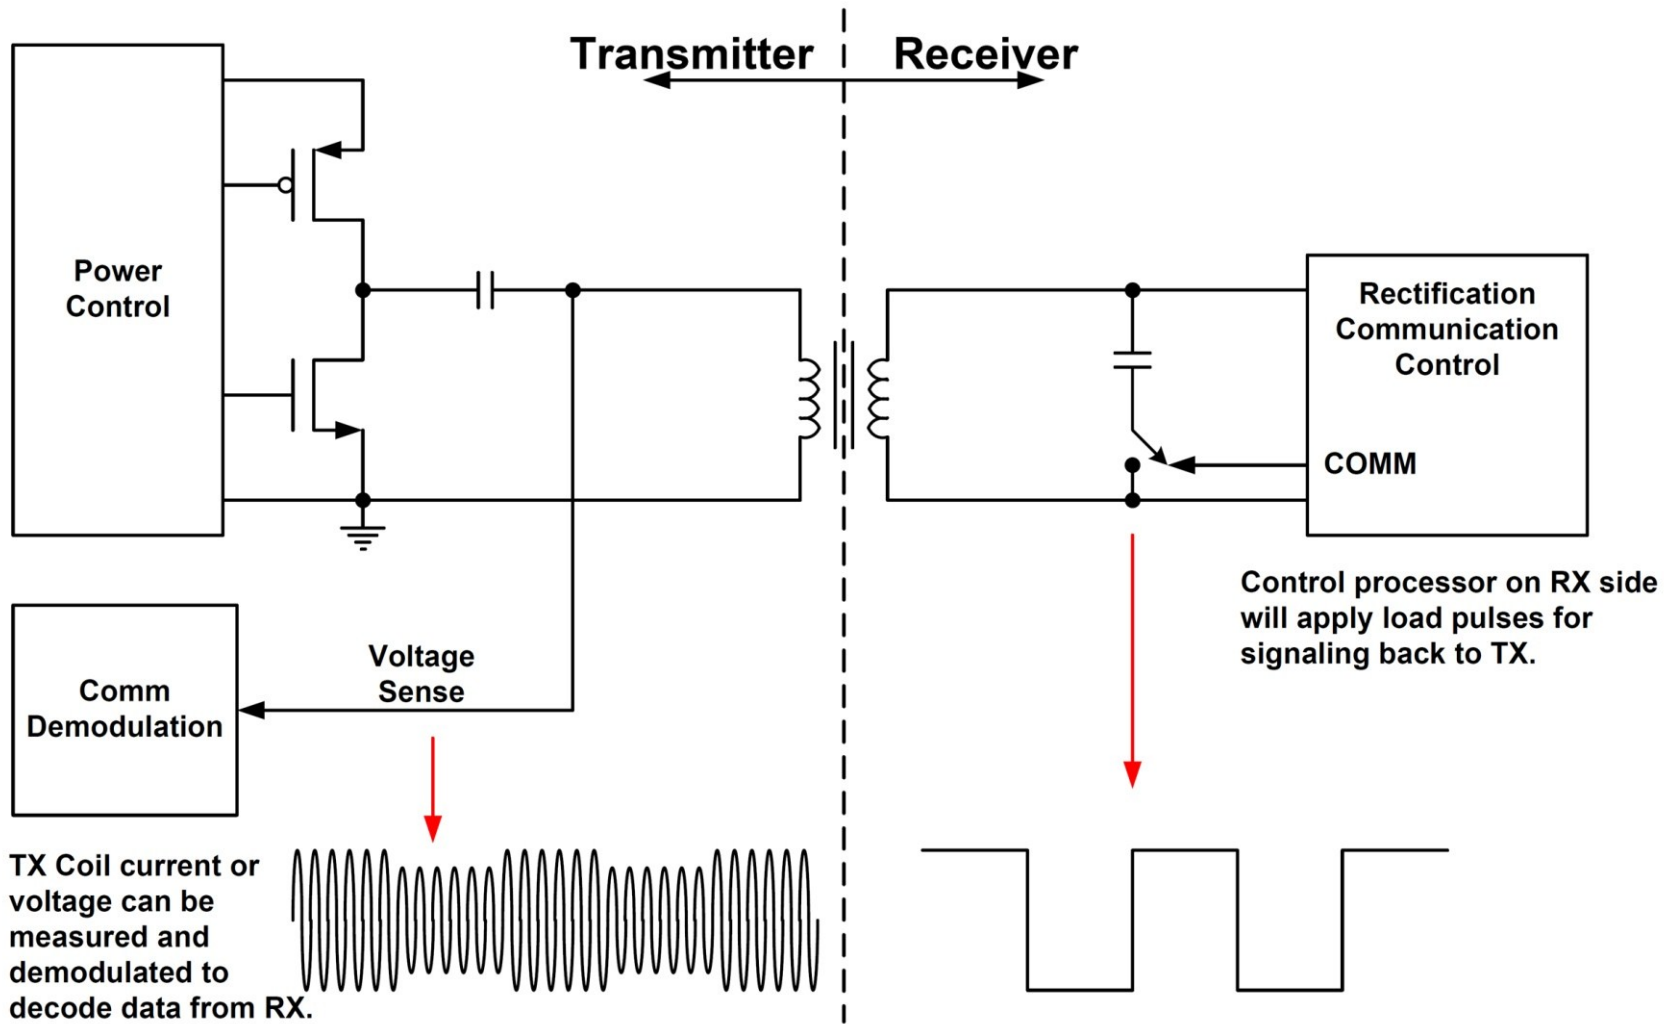 Transmitter
Receiver
Power
Control
Rectification
Communication
Control
COMM
Control processor on RX side
will apply load pulses for
signaling back to TX.
Voltage
Sense
Comm
Demodulation
TX Coil current or
voltage can be
measured and
demodulated to
decode data from RX.